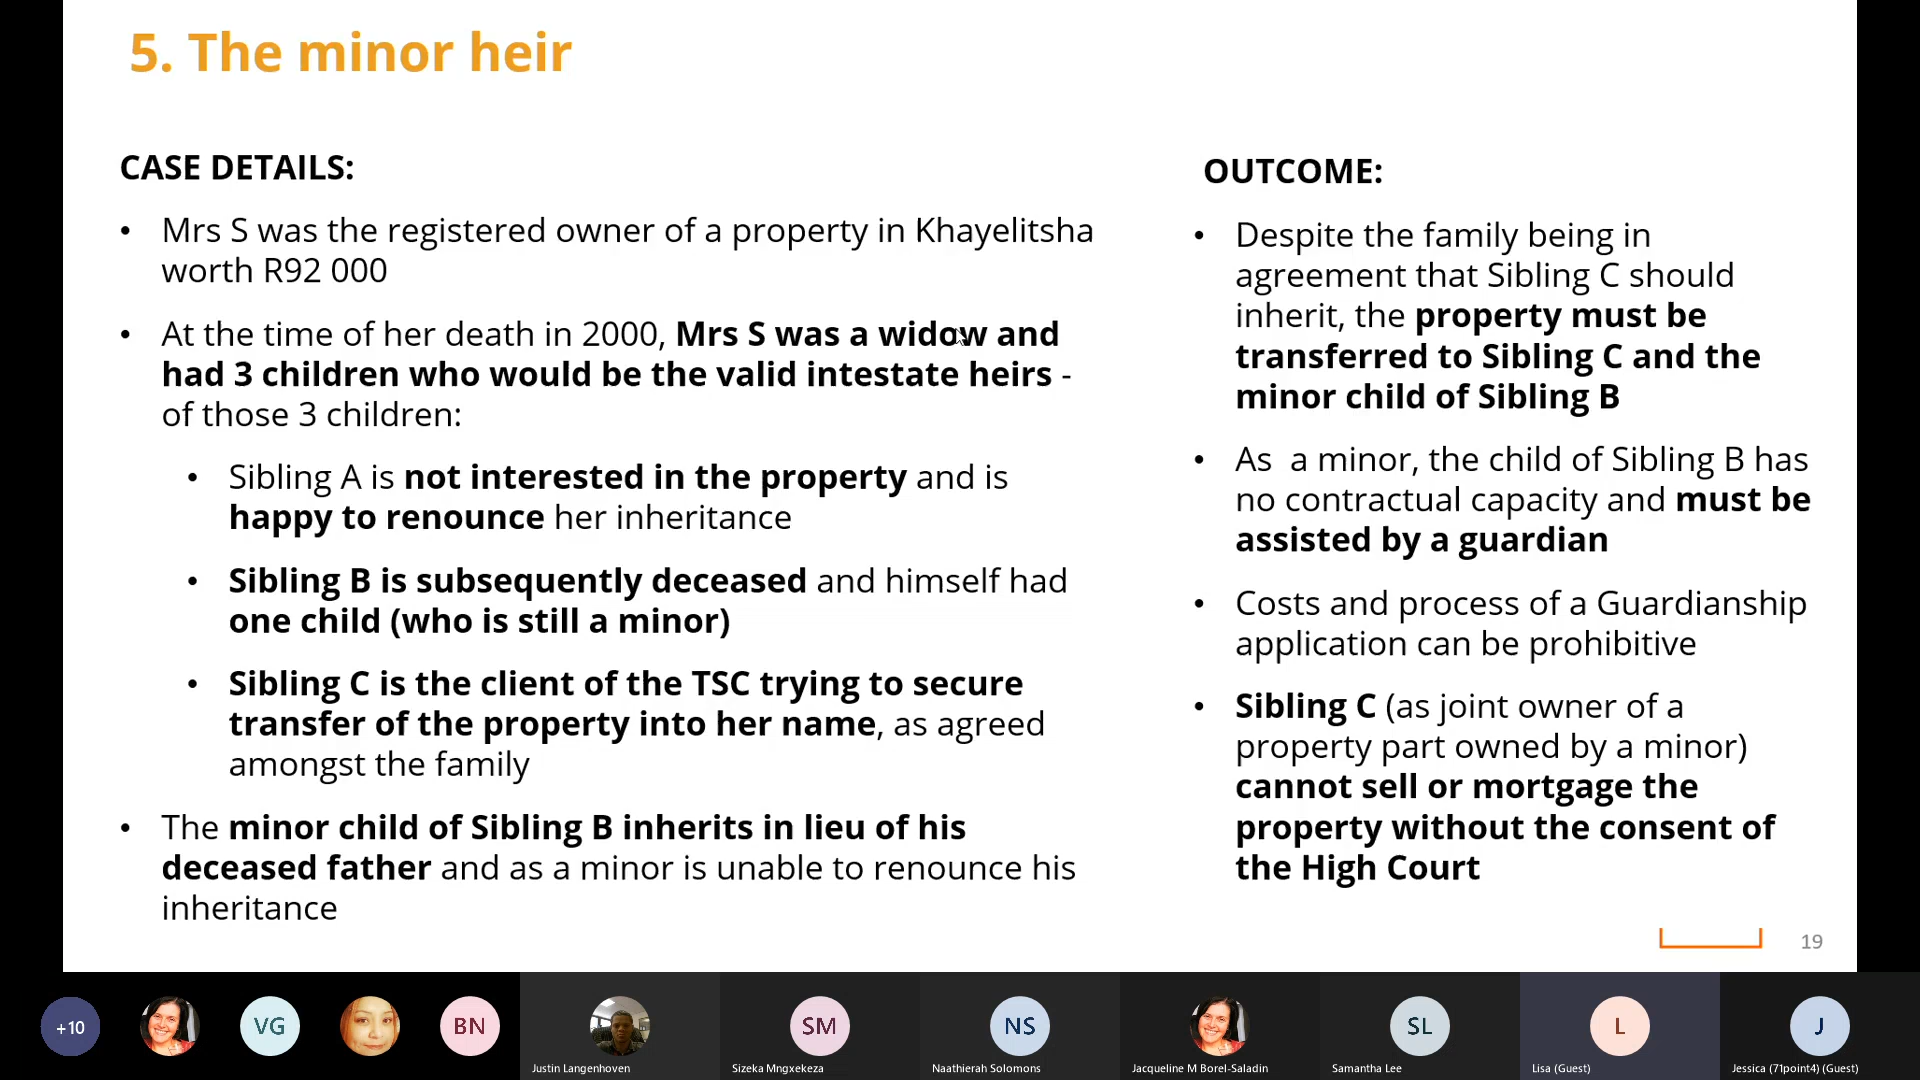 5. The minor heir
CASE DETAILS:
• Mrs S was the registered owner of a property in Khayelitsha
worth R92 000
• At the time of her death in 2000, Mrs S was a widow and
had 3 children who would be the valid intestate heirs -
of those 3 children:
• Sibling A is not interested in the property and is
happy to renounce her inheritance
• Sibling B is subsequently deceased and himself had
one child (who is still a minor)
• Sibling C is the client of the TSC trying to secure
transfer of the property into her name, as agreed
amongst the family
• The minor child of Sibling B inherits in lieu of his
deceased father and as a minor is unable to renounce his
inheritance
OUTCOME:
• Despite the family being in
agreement that Sibling C should
inherit, the property must be
transferred to Sibling C and the
minor child of Sibling B
• As  a minor, the child of Sibling B has
no contractual capacity and must be
assisted by a guardian
• Costs and process of a Guardianship
application can be prohibitive
• Sibling C (as joint owner of a
property part owned by a minor)
cannot sell or mortgage the
property without the consent of
the High Court
19
+10
VG
BN
SM
NS
SL
L
J
Justin Langenhoven
Sizeka Mngxekeza
Naathierah Solomons
Jacqueline M Borel-Saladin
Samantha Lee
Lisa (Guest)
Jessica (71point4) (Guest)